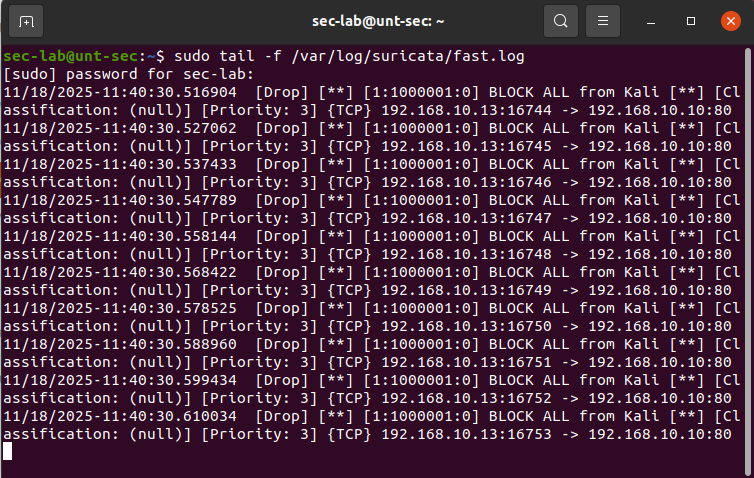 sec-lab@unt-sec: ~
sec-lab@unt-sec:~$ sudo tail -f /var/log/suricata/fast.log
[sudo] password for sec-lab:
11/18/2025-11:40:30.516904  [Drop] [**] [1:1000001:0] BLOCK ALL from Kali [**] [Cl
assification: (null)] [Priority: 3] {TCP} 192.168.10.13:16744 -> 192.168.10.10:80
11/18/2025-11:40:30.527062  [Drop] [**] [1:1000001:0] BLOCK ALL from Kali [**] [Cl
assification: (null)] [Priority: 3] {TCP} 192.168.10.13:16745 -> 192.168.10.10:80
11/18/2025-11:40:30.537433  [Drop] [**] [1:1000001:0] BLOCK ALL from Kali [**] [Cl
assification: (null)] [Priority: 3] {TCP} 192.168.10.13:16746 -> 192.168.10.10:80
11/18/2025-11:40:30.547789  [Drop] [**] [1:1000001:0] BLOCK ALL from Kali [**] [Cl
assification: (null)] [Priority: 3] {TCP} 192.168.10.13:16747 -> 192.168.10.10:80
11/18/2025-11:40:30.558144  [Drop] [**] [1:1000001:0] BLOCK ALL from Kali [**] [Cl
assification: (null)] [Priority: 3] {TCP} 192.168.10.13:16748 -> 192.168.10.10:80
11/18/2025-11:40:30.568422  [Drop] [**] [1:1000001:0] BLOCK ALL from Kali [**] [Cl
assification: (null)] [Priority: 3] {TCP} 192.168.10.13:16749 -> 192.168.10.10:80
11/18/2025-11:40:30.578525  [Drop] [**] [1:1000001:0] BLOCK ALL from Kali [**] [Cl
assification: (null)] [Priority: 3] {TCP} 192.168.10.13:16750 -> 192.168.10.10:80
11/18/2025-11:40:30.588960  [Drop] [**] [1:1000001:0] BLOCK ALL from Kali [**] [Cl
assification: (null)] [Priority: 3] {TCP} 192.168.10.13:16751 -> 192.168.10.10:80
11/18/2025-11:40:30.599434  [Drop] [**] [1:1000001:0] BLOCK ALL from Kali [**] [Cl
assification: (null)] [Priority: 3] {TCP} 192.168.10.13:16752 -> 192.168.10.10:80
11/18/2025-11:40:30.610034  [Drop] [**] [1:1000001:0] BLOCK ALL from Kali [**] [Cl
assification: (null)] [Priority: 3] {TCP} 192.168.10.13:16753 -> 192.168.10.10:80